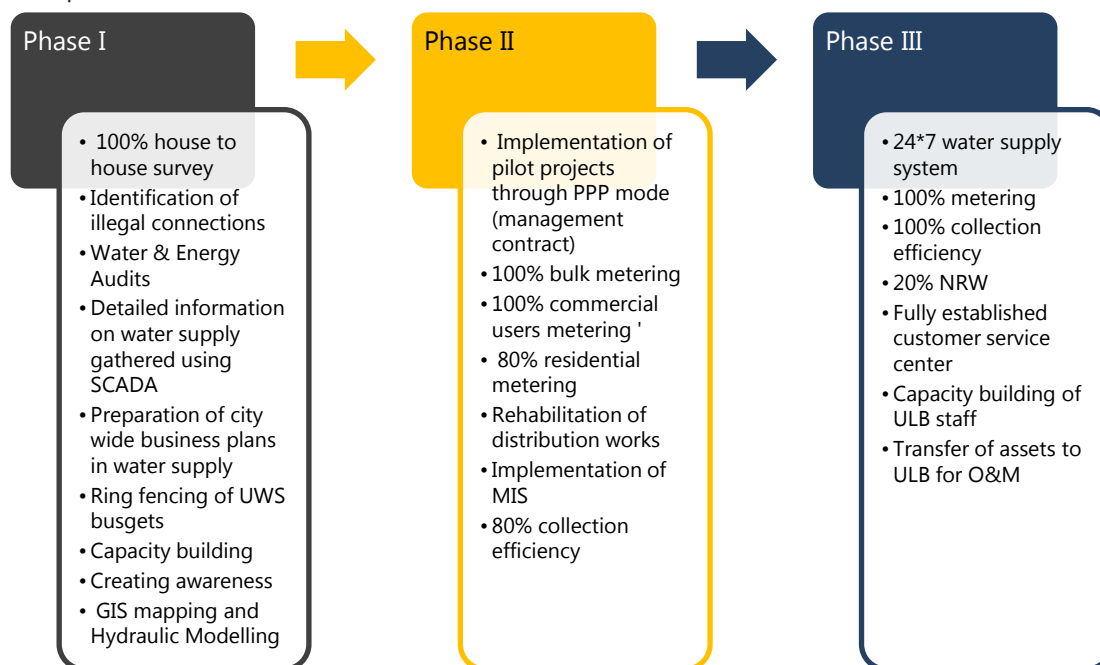 Phase I
• 100% house to
house survey
• Identification of
illegal connections
• Water & Energy
Audits
• Detailed information
on water supply
gathered using
SCADA
• Preparation of city
wide business plans
in water supply
• Ring fencing of UWS
busgets
• Capacity building
• Creating awareness
• GIS mapping and
Hydraulic Modelling
Phase II
• Implementation of
pilot projects
through PPP mode
(management
contract)
• 100% bulk metering
• 100% commercial
users metering '
• 80% residential
metering
• Rehabilitation of
distribution works
• Implementation of
MIS
• 80% collection
efficiency
Phase III
• 24*7 water supply
system
• 100% metering
• 100% collection
efficiency
• 20% NRW
• Fully established
customer service
center
• Capacity building of
ULB staff
• Transfer of assets to
ULB for O&M